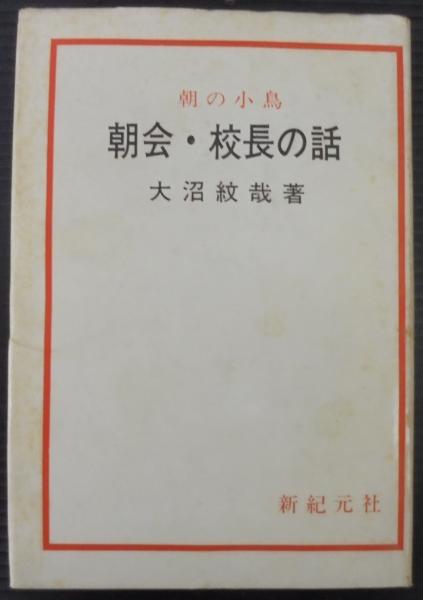 朝の小鳥
朝会・校長の話
大沼紋哉著
新紀元社